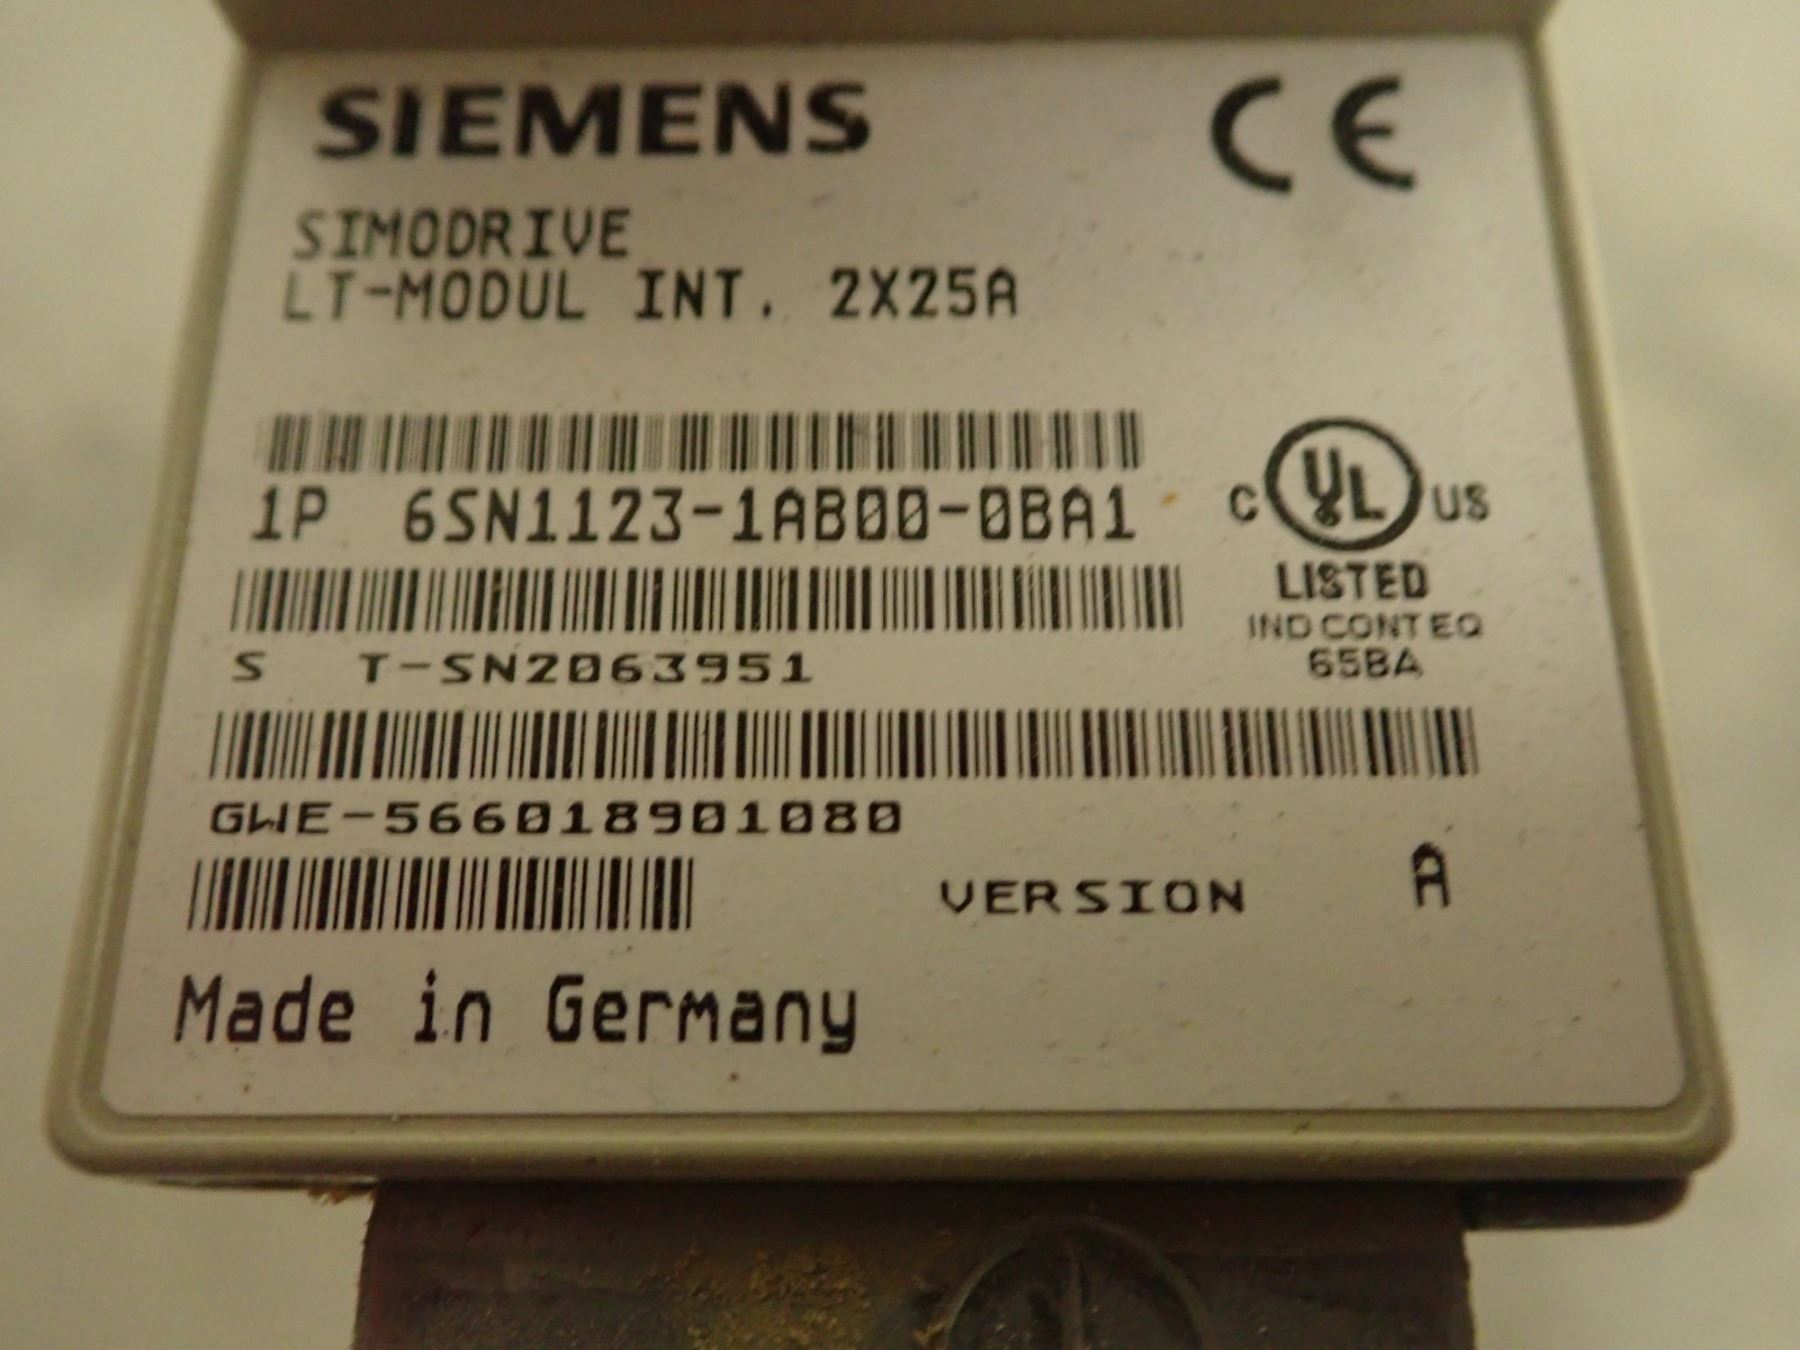 SIEMENS
CE
SIMODRIVE
LT-MODUL INT. 2X25A
1P 6SN1123-1AB00-0BA1
C UL US
LISTED
IND CONT EQ
65BA
S T-SN2063951
GWE-566018901080
VERSION A
Made in Germany